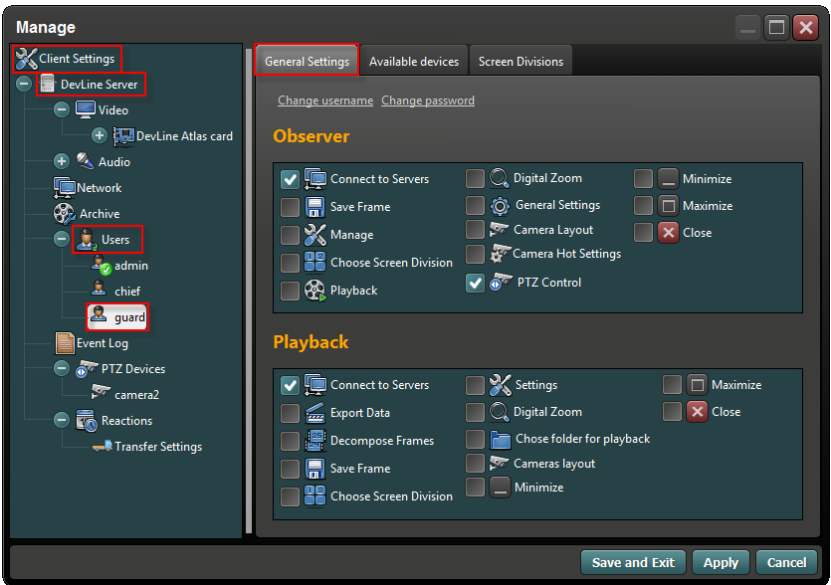 Manage
Client Settings
DevLine Server
Video
DevLine Atlas card
Audio
Network
Archive
Users
admin
chief
guard
Event Log
PTZ Devices
camera2
Reactions
Transfer Settings
General Settings
Available devices
Screen Divisions
Change username Change password
Observer
Connect to Servers
Save Frame
Manage
Choose Screen Division
Playback
Digital Zoom
General Settings
Camera Layout
Camera Hot Settings
PTZ Control
Minimize
Maximize
Close
Playback
Connect to Servers
Export Data
Decompose Frames
Save Frame
Choose Screen Division
Settings
Digital Zoom
Chose folder for playback
Cameras layout
Minimize
Maximize
Close
Save and Exit
Apply
Cancel